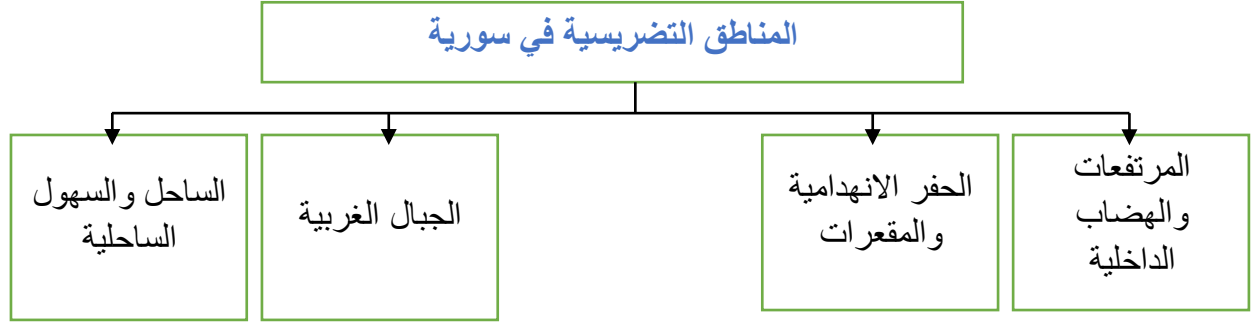 المناطق التضريسية في سورية
المرتفعات
والهضاب
الداخلية
الحفر الانهدامية
والمقعرات
الجبال الغربية
الساحل والسهول
الساحلية